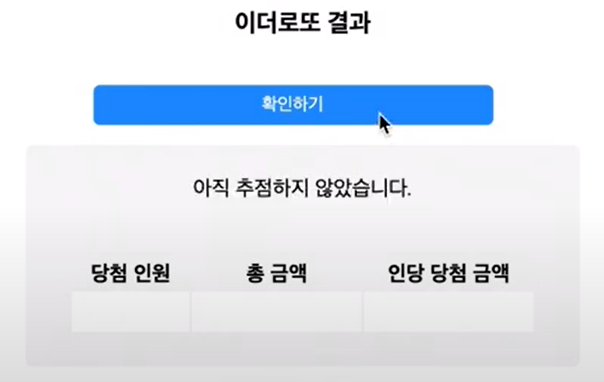 이더로또 결과
확인하기
아직 추점하지 않았습니다.
당첨 인원 총 금액 인당 당첨 금액